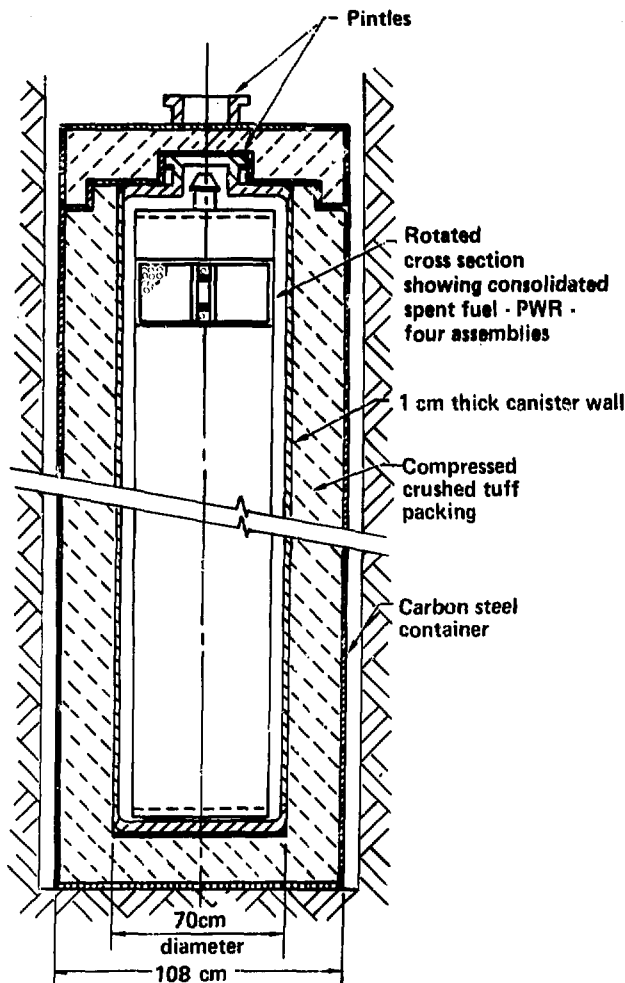 Pintles
Rotated
cross section
showing consolidated
spent fuel - PWR -
four assemblies
1 cm thick canister wall
Compressed
crushed tuff
packing
Carbon steel
container
70cm
diameter
108 cm